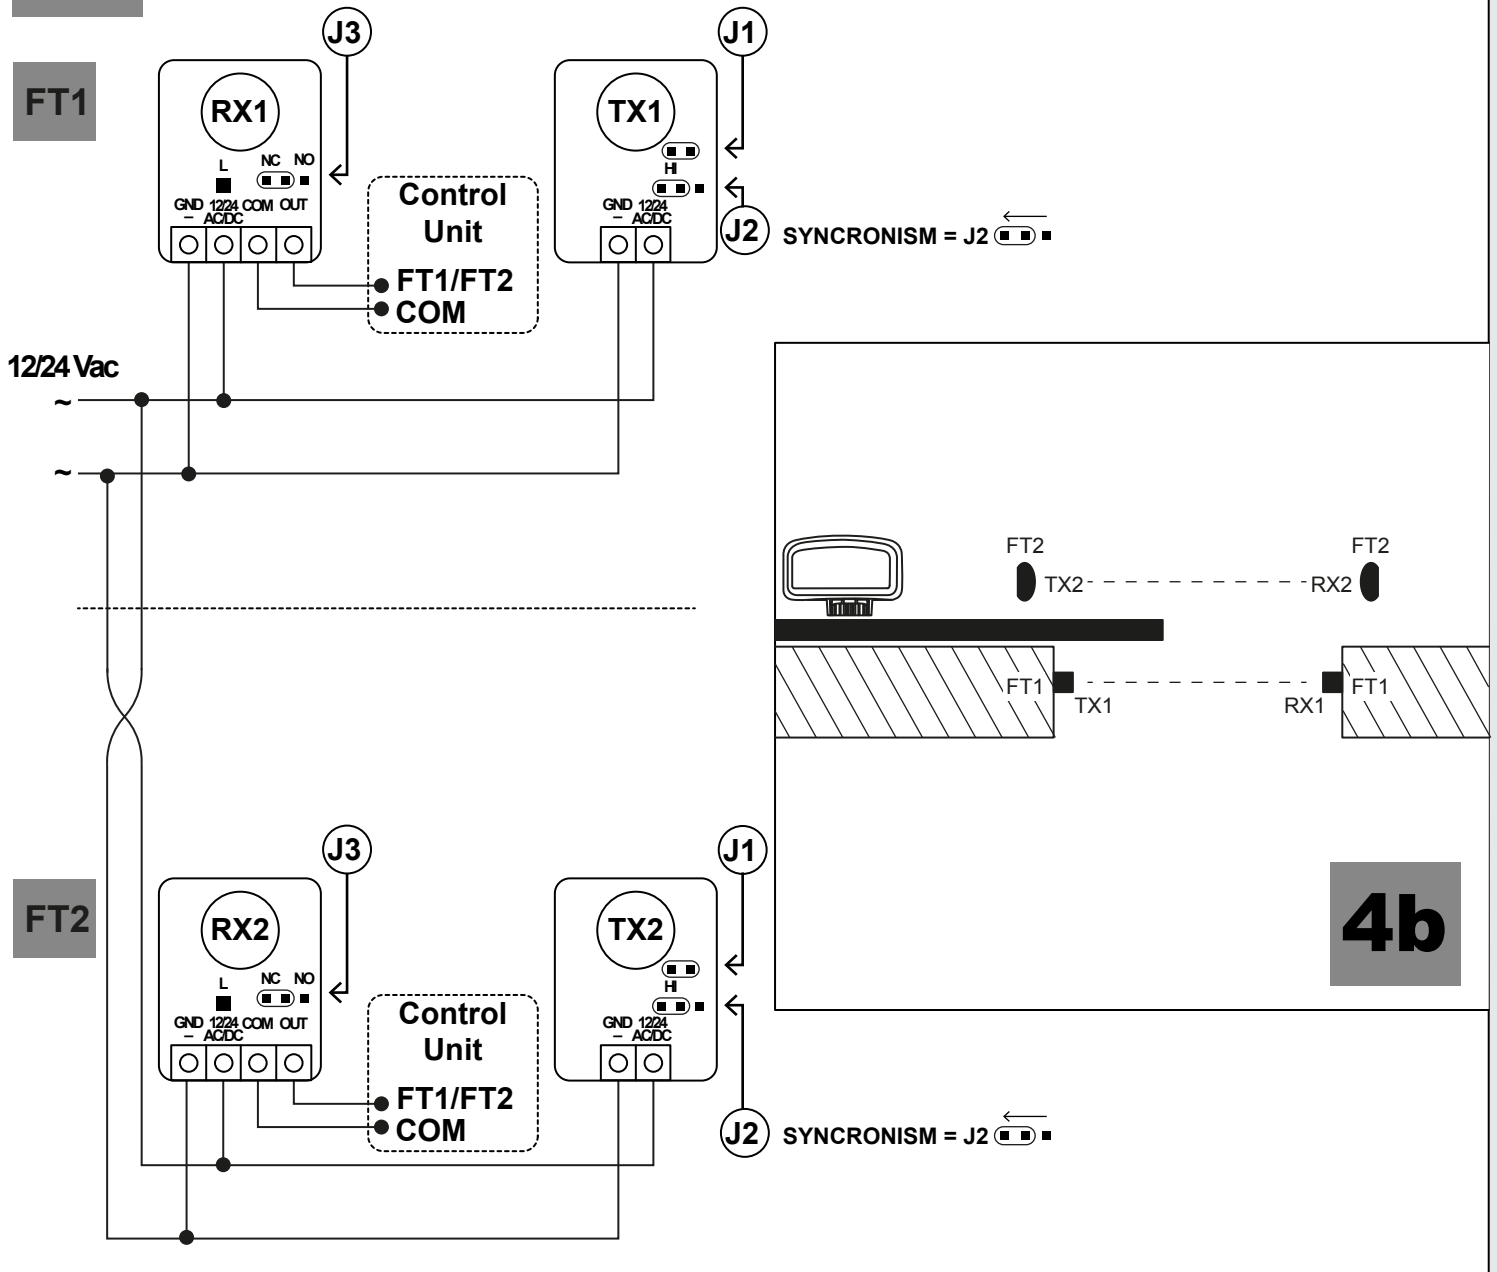 J3
J1
FT1
RX1
TX1
L
NC NO
HI
GND 12/24 COM OUT
– AC/DC
Control
Unit
FT1/FT2
COM
GND 12/24
– AC/DC
J2
SYNCRONISM = J2
12/24 Vac
~
~
FT2
FT2
TX2
RX2
FT1
TX1
RX1
FT1
4b
J3
J1
FT2
RX2
TX2
L
NC NO
HI
GND 12/24 COM OUT
– AC/DC
Control
Unit
FT1/FT2
COM
GND 12/24
– AC/DC
J2
SYNCRONISM = J2